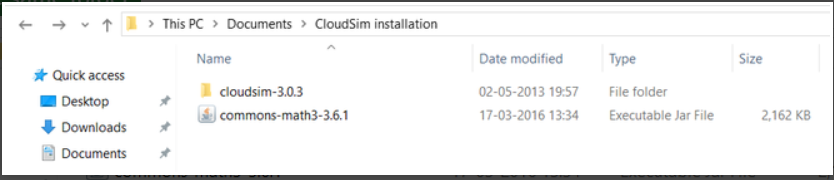 This PC > Documents > CloudSim installation
Name Date modified Type Size
Quick access
cloudsim-3.0.3 02-05-2013 19:57 File folder
Desktop
commons-math3-3.6.1 17-03-2016 13:34 Executable Jar File 2,162 KB
Downloads
Documents